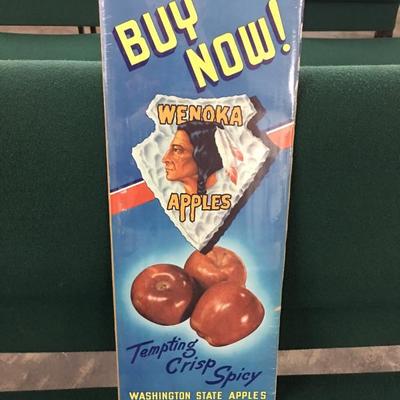 BUY
NOW!
WENOKA
APPLES
Tempting
Crisp
Spicy
WASHINGTON STATE APPLES